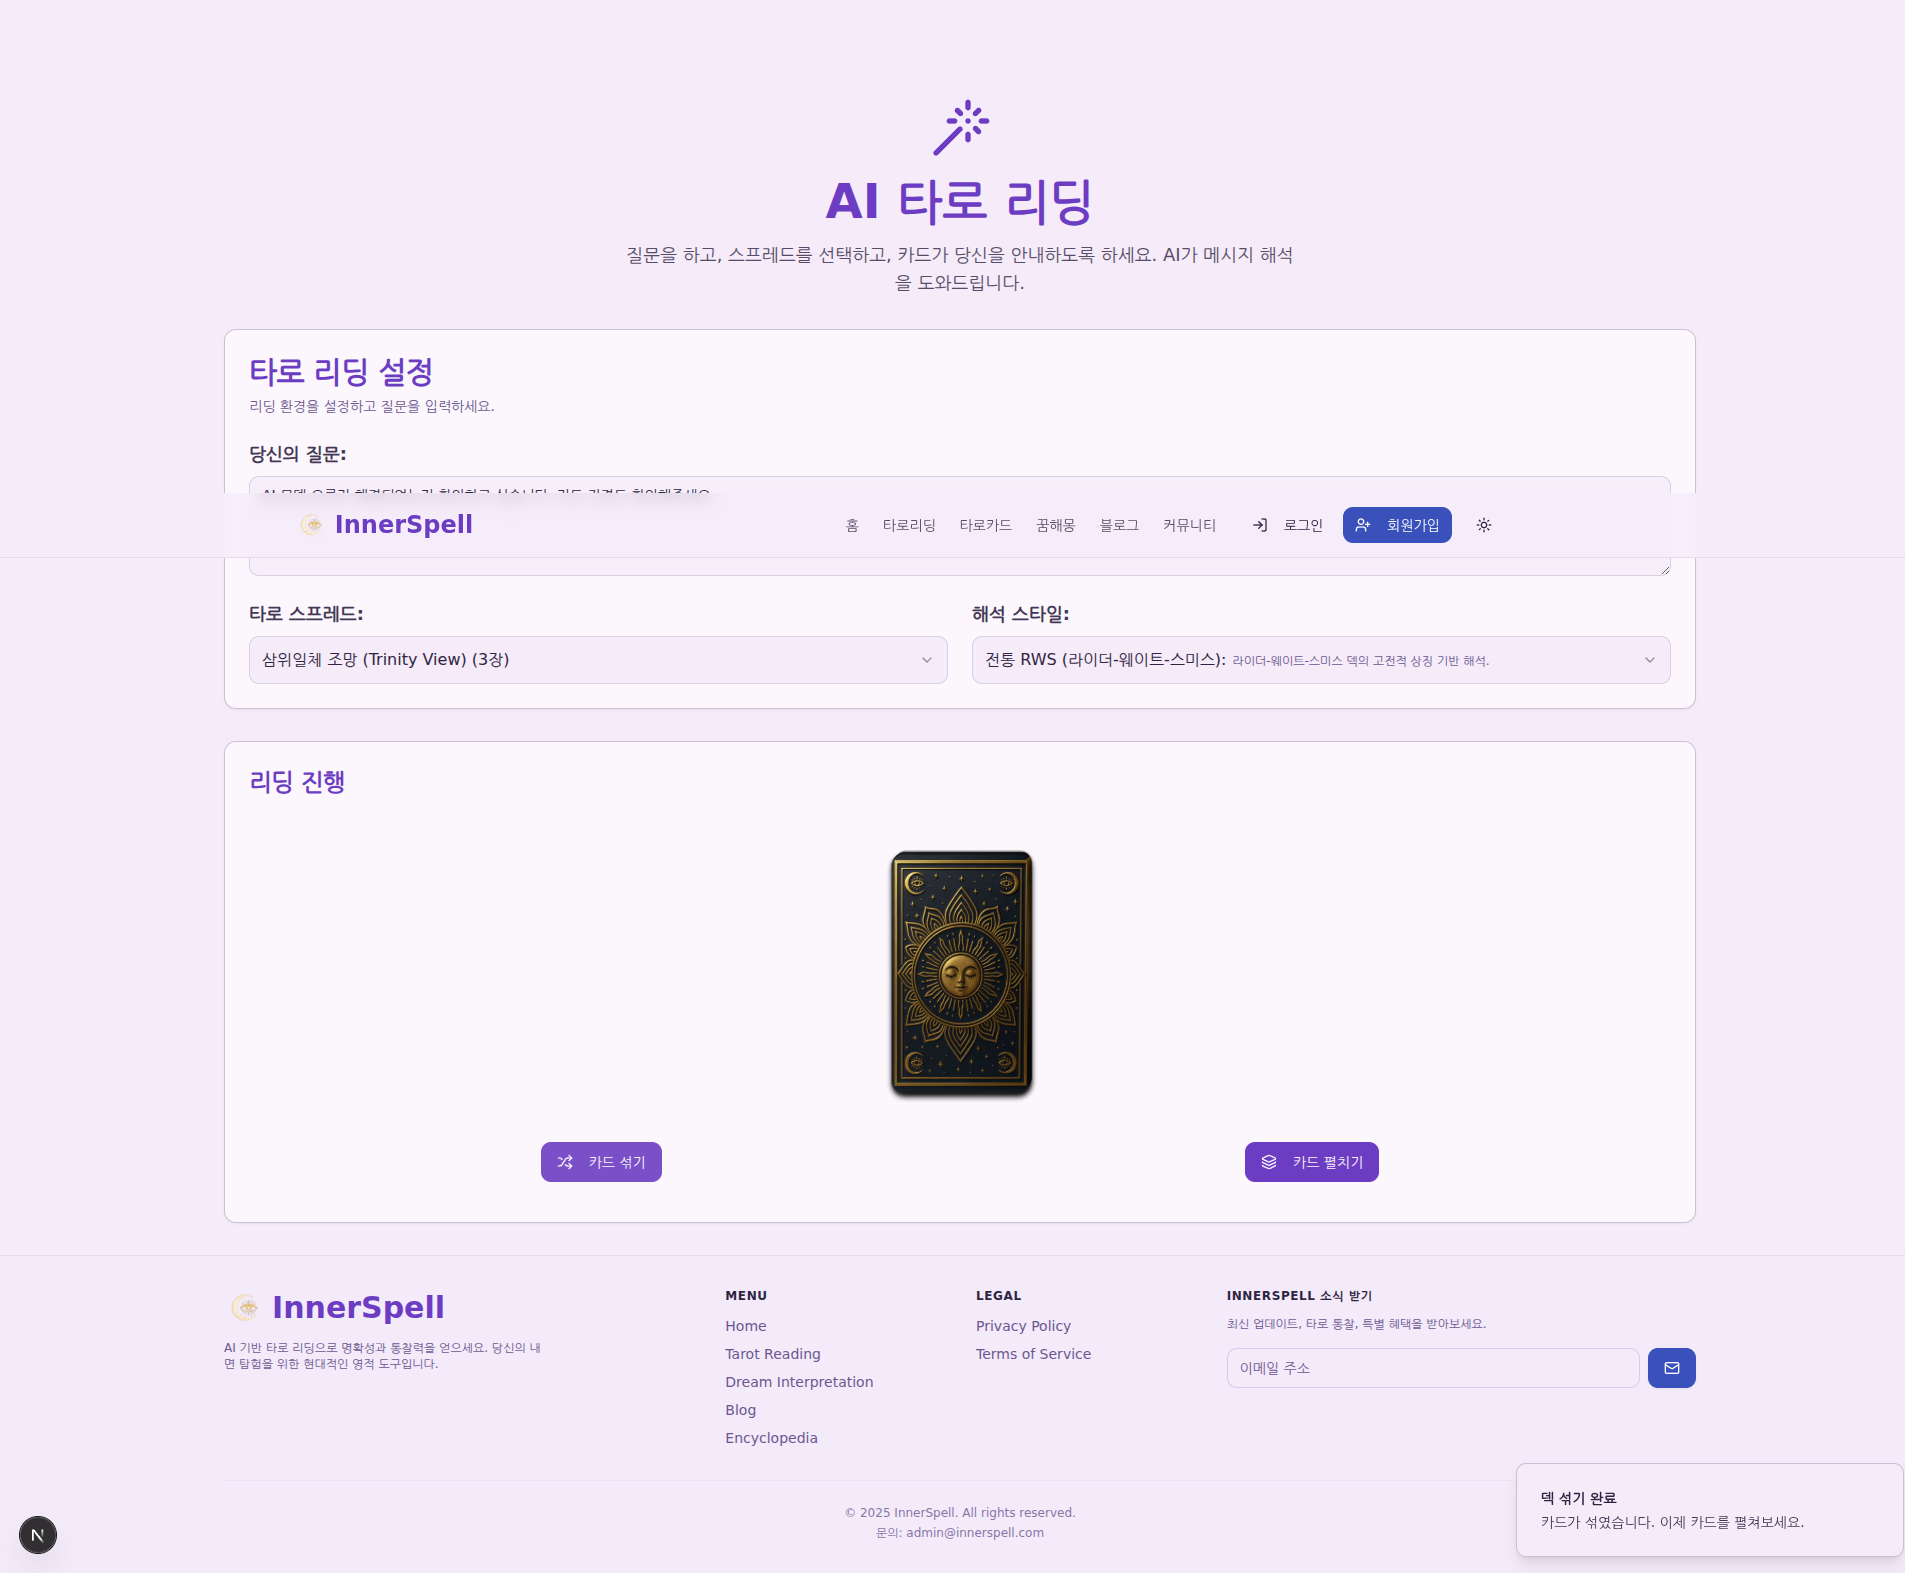 AI 타로 리딩
질문을 하고, 스프레드를 선택하고, 카드가 당신을 안내하도록 하세요. AI가 메시지 해석
을 도와드립니다.
타로 리딩 설정
리딩 환경을 설정하고 질문을 입력하세요.
당신의 질문:
InnerSpell
홈 타로리딩 타로카드 꿈해몽 블로그 커뮤니티 로그인 회원가입
타로 스프레드:
삼위일체 조망 (Trinity View) (3장)
해석 스타일:
전통 RWS (라이더-웨이트-스미스): 라이더-웨이트-스미스 덱의 고전적 상징 기반 해석.
리딩 진행
카드 섞기
카드 펼치기
InnerSpell
AI 기반 타로 리딩으로 명확성과 통찰력을 얻으세요. 당신의 내
면 탐험을 위한 현대적인 영적 도구입니다.
MENU
Home
Tarot Reading
Dream Interpretation
Blog
Encyclopedia
LEGAL
Privacy Policy
Terms of Service
INNERSPELL 소식 받기
최신 업데이트, 타로 통찰, 특별 혜택을 받아보세요.
이메일 주소
© 2025 InnerSpell. All rights reserved.
문의: admin@innerspell.com
덱 섞기 완료
카드가 섞였습니다. 이제 카드를 펼쳐보세요.
N